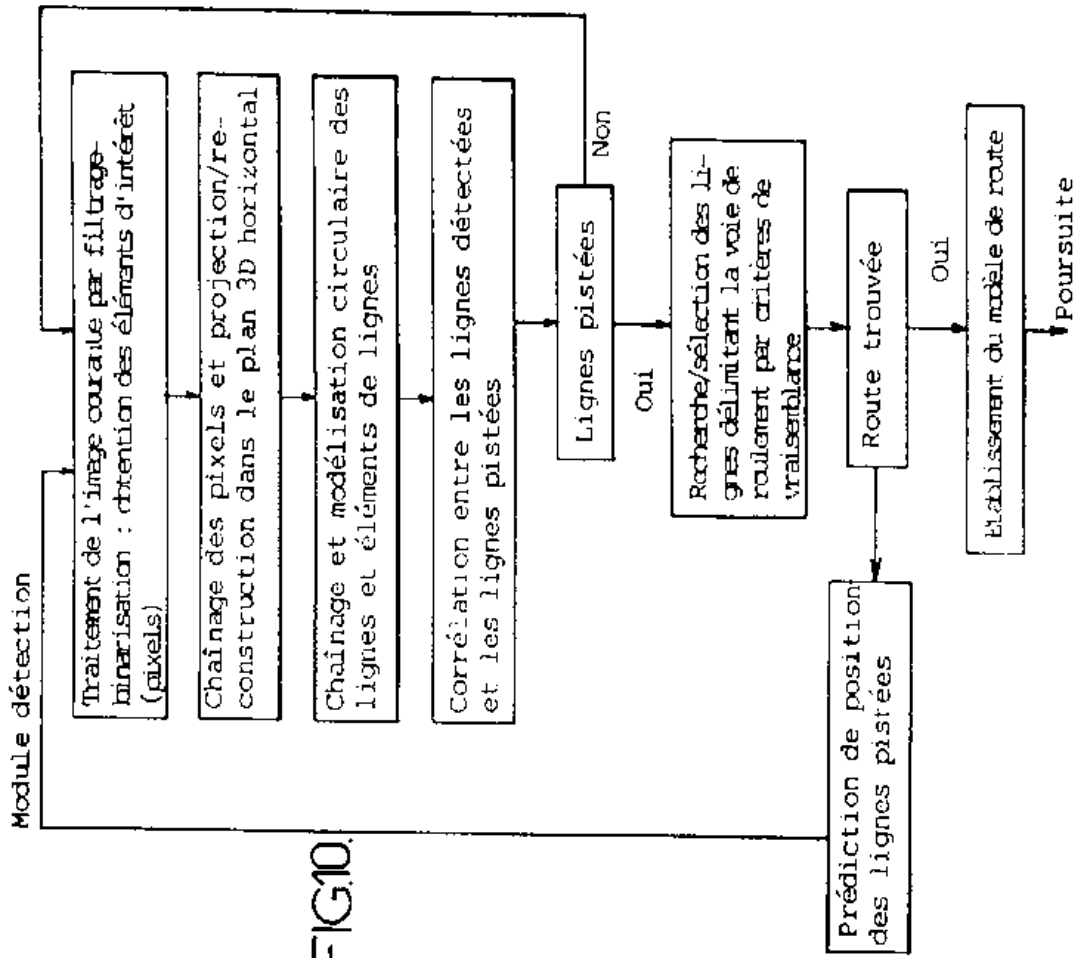 Module détection
Traitement de l'image courante par filtrage-
binarisation : obtention des éléments d'intérêt
(pixels)
Chaînage des pixels et projection/re-
construction dans le plan 3D horizontal
Chaînage et modélisation circulaire des
lignes et éléments de lignes
Corrélation entre les lignes détectées
et les lignes pistées
Lignes pistées
Non
Oui
Recherche/sélection des li-
gnes délimitant la voie de
roulement par critères de
vraisemblance
Route trouvée
Oui
Prédiction de position
des lignes pistées
Etablissement du modèle de route
Poursuite
FIG.10.